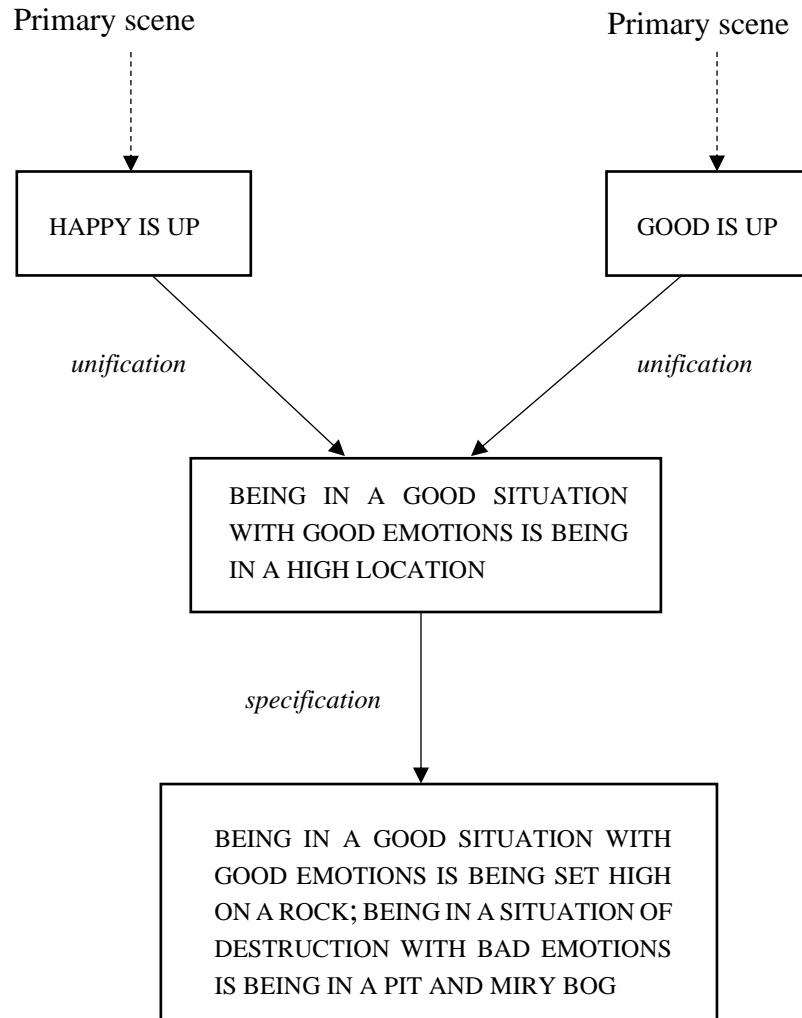 Primary scene
Primary scene
HAPPY IS UP
GOOD IS UP
unification
unification
BEING IN A GOOD SITUATION
WITH GOOD EMOTIONS IS BEING
IN A HIGH LOCATION
specification
BEING IN A GOOD SITUATION WITH
GOOD EMOTIONS IS BEING SET HIGH
ON A ROCK; BEING IN A SITUATION OF
DESTRUCTION WITH BAD EMOTIONS
IS BEING IN A PIT AND MIRY BOG